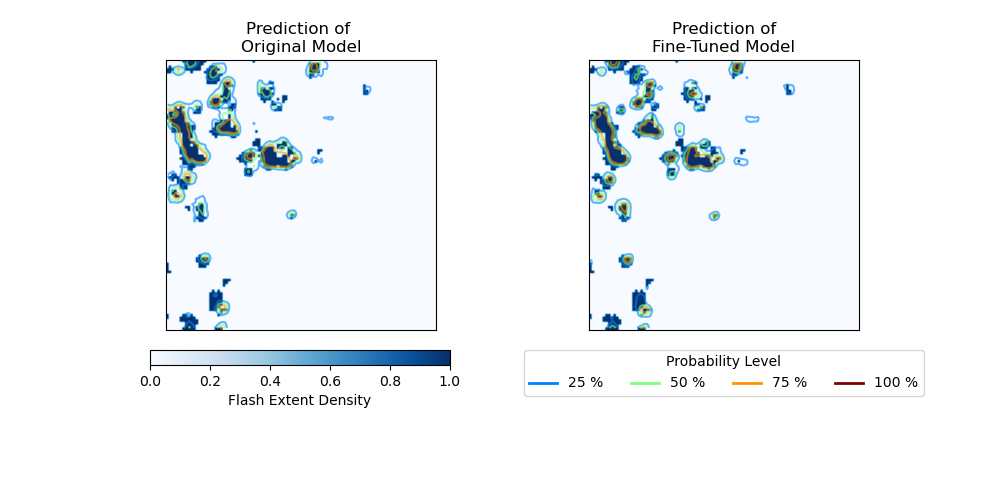 Prediction of
Original Model
Prediction of
Fine-Tuned Model
0.0 0.2 0.4 0.6 0.8 1.0
Flash Extent Density
Probability Level
25 % 50 % 75 % 100 %